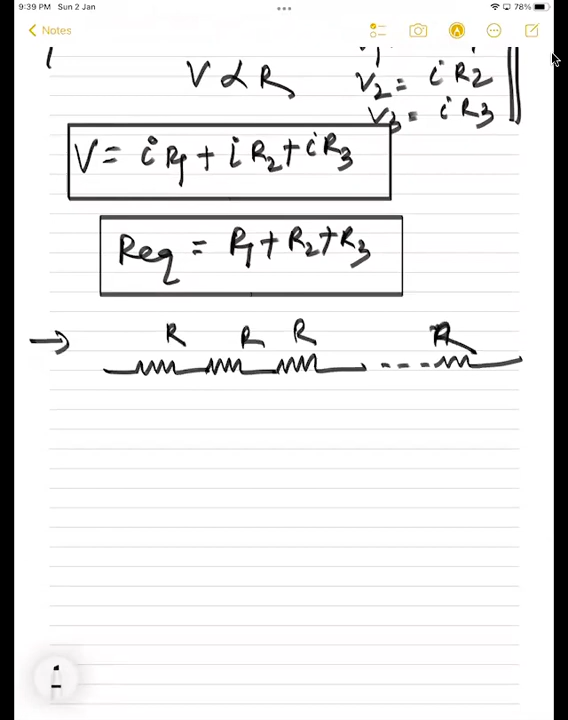 9:39 PM Sun 2 Jan
78%
Notes
V ∝ R
V2 = iR2
V3 = iR3
V = iR1 + iR2 + iR3
Req = R1 + R2 + R3
→ R R R R